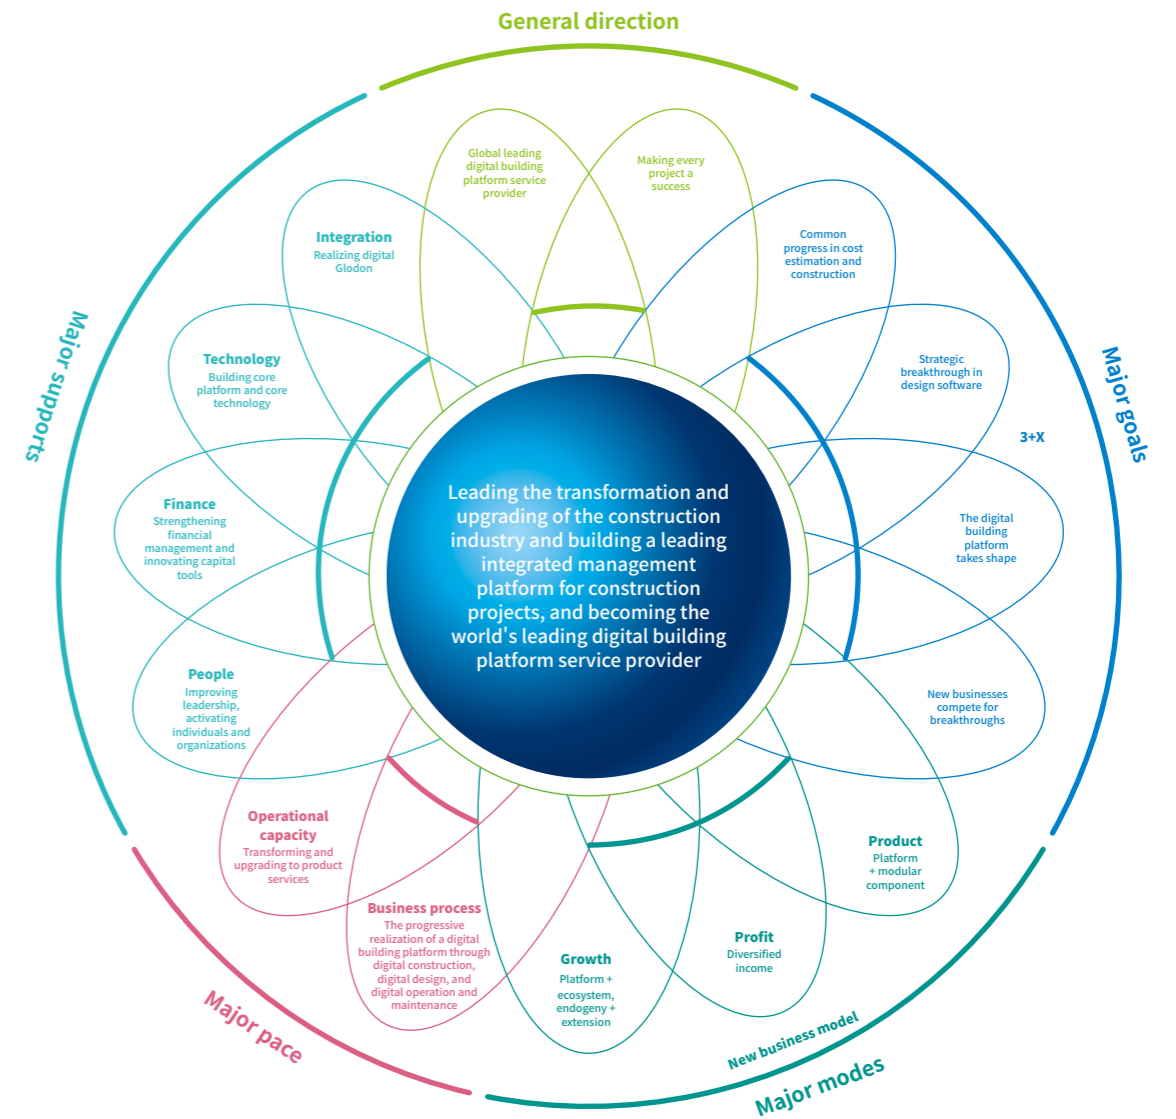 General direction
Global leading
digital building
platform service
provider
Making every
project a
success
Common
progress in cost
estimation and
construction
Strategic
breakthrough in
design software
3+X
Major goals
The digital
building
platform
takes shape
New businesses
compete for
breakthroughs
Product
Platform
+ modular
component
Profit
Diversified
income
New business model
Major modes
Growth
Platform +
ecosystem,
endogeny +
extension
Business process
The progressive
realization of a digital
building platform through
digital construction,
digital design, and
digital operation and
maintenance
Major pace
Operational
capacity
Transforming and
upgrading to product
services
People
Improving
leadership,
activating
individuals and
organizations
Finance
Strengthening
financial
management and
innovating capital
tools
Major supports
Technology
Building core
platform and core
technology
Integration
Realizing digital
Glodon
Leading the transformation and
upgrading of the construction
industry and building a leading
integrated management
platform for construction
projects, and becoming the
world's leading digital building
platform service provider